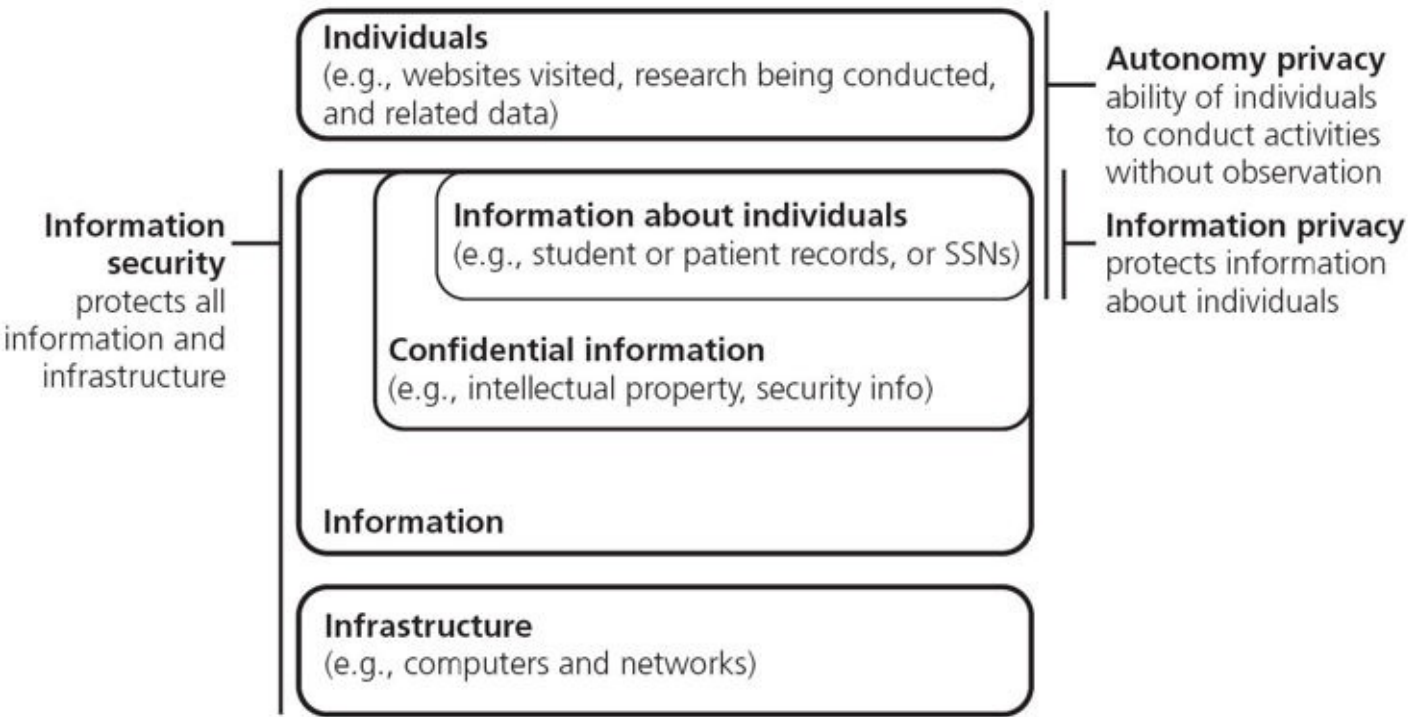 Individuals
(e.g., websites visited, research being conducted,
and related data)
Autonomy privacy
ability of individuals
to conduct activities
without observation
Information
security
protects all
information and
infrastructure
Information about individuals
(e.g., student or patient records, or SSNs)
Information privacy
protects information
about individuals
Confidential information
(e.g., intellectual property, security info)
Information
Infrastructure
(e.g., computers and networks)